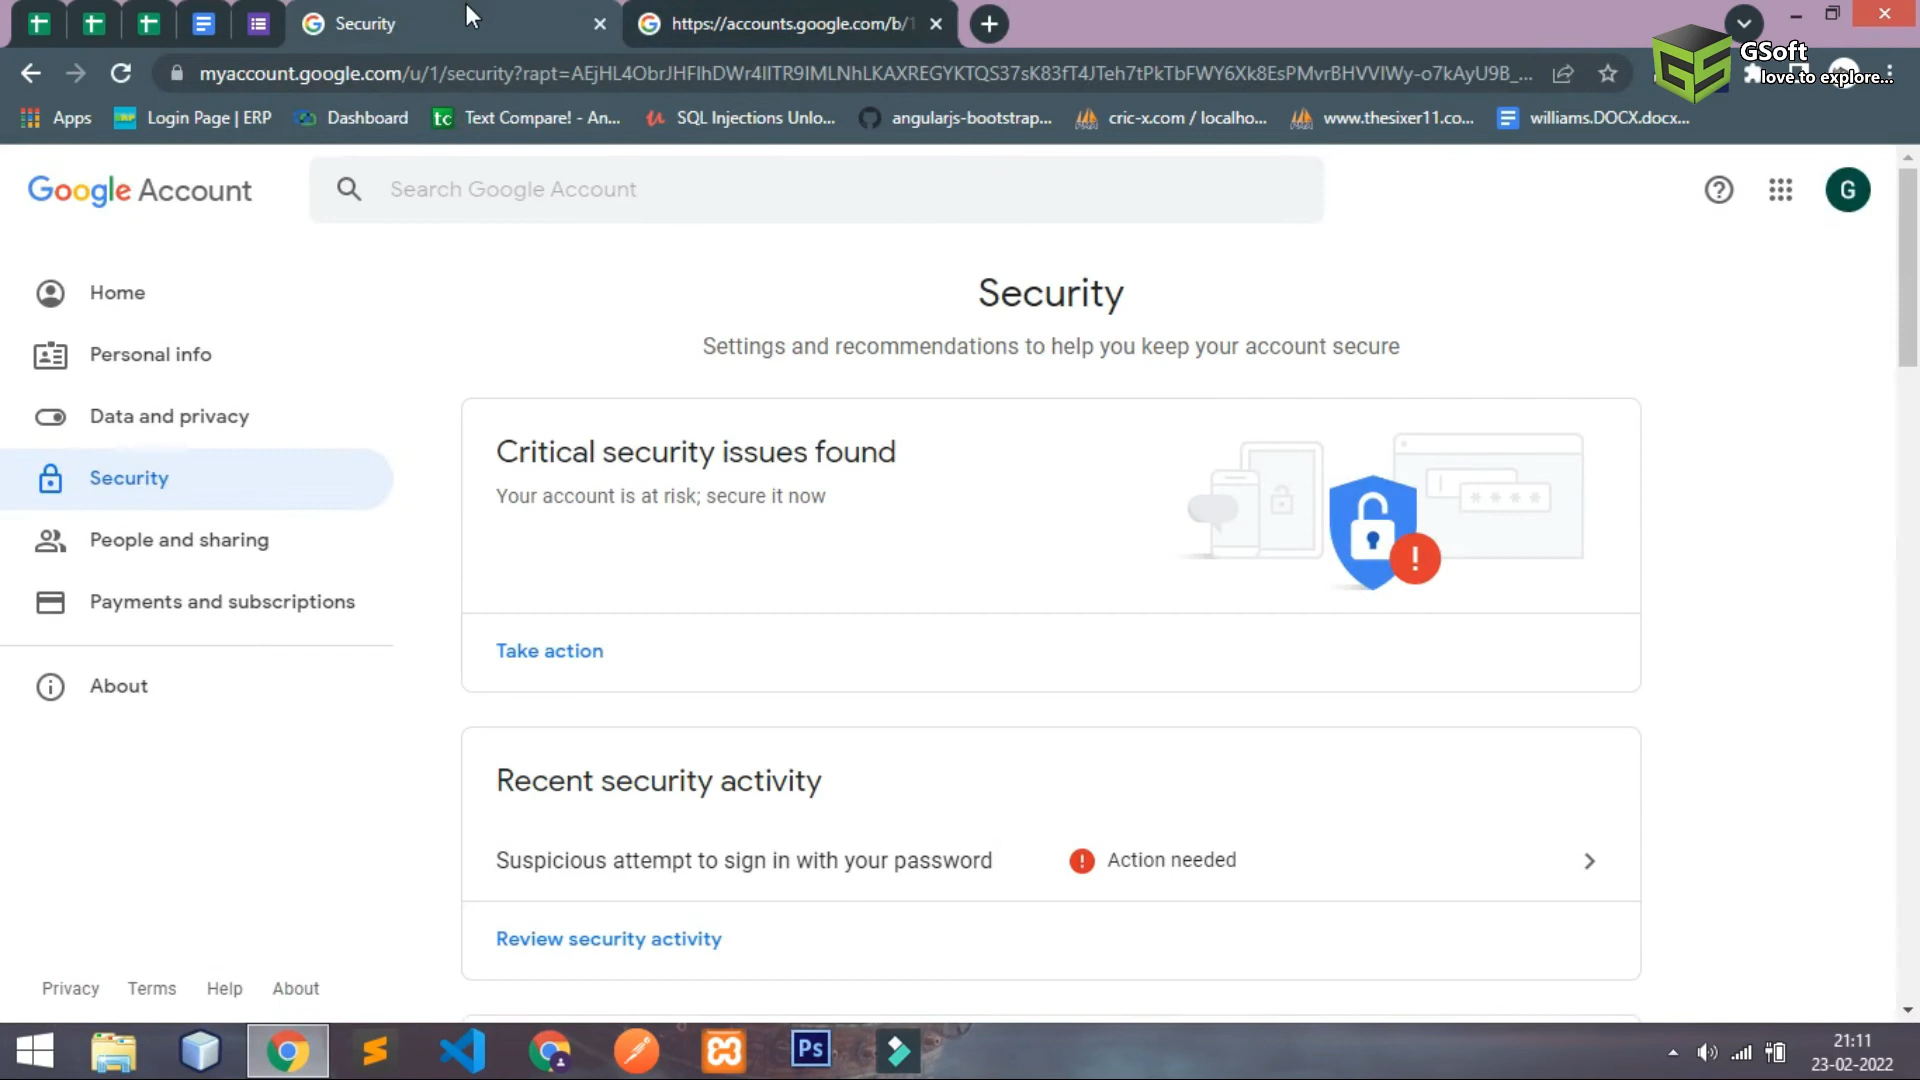 Security
https://accounts.google.com/b/1
GSoft
love to explore...
myaccount.google.com/u/1/security?rapt=AEjHL4ObrJHFIhDWr4IITR9IMLNhLKAXREGYKTQS37sK83fT4JTeh7tPkTbFWY6Xk8EsPMvrBHVVIWy-o7kAyU9B_...
Apps
Login Page | ERP
Dashboard
tc
Text Compare! - An...
SQL Injections Unlo...
angularjs-bootstrap...
cric-x.com / localho...
www.thesixer11.co...
williams.DOCX.docx...
Google Account
Search Google Account
G
Home
Personal info
Data and privacy
Security
People and sharing
Payments and subscriptions
About
Security
Settings and recommendations to help you keep your account secure
Critical security issues found
Your account is at risk; secure it now
Take action
Recent security activity
Suspicious attempt to sign in with your password
Action needed
Review security activity
Privacy
Terms
Help
About
Ps
21:11
23-02-2022